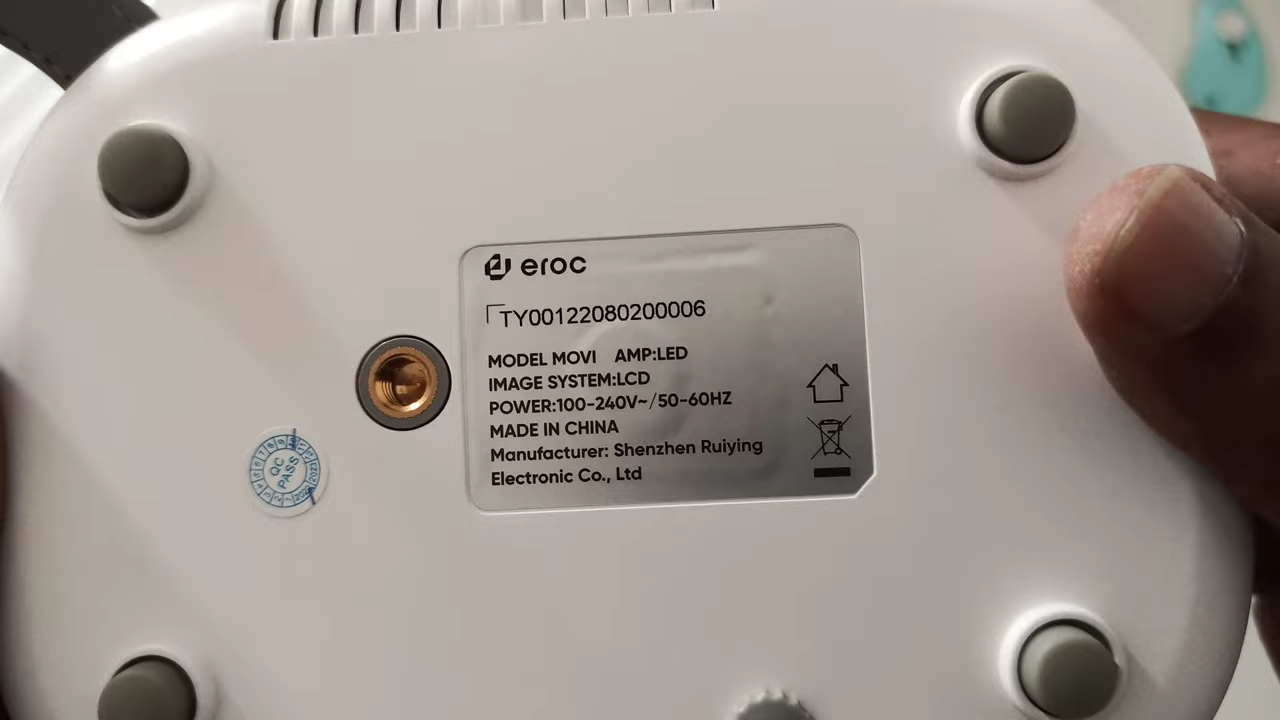 eroc
TY00122080200006
MODEL MOVI AMP:LED
IMAGE SYSTEM:LCD
POWER:100-240V~/50-60HZ
MADE IN CHINA
Manufacturer: Shenzhen Ruiying
Electronic Co., Ltd
QC
PASS